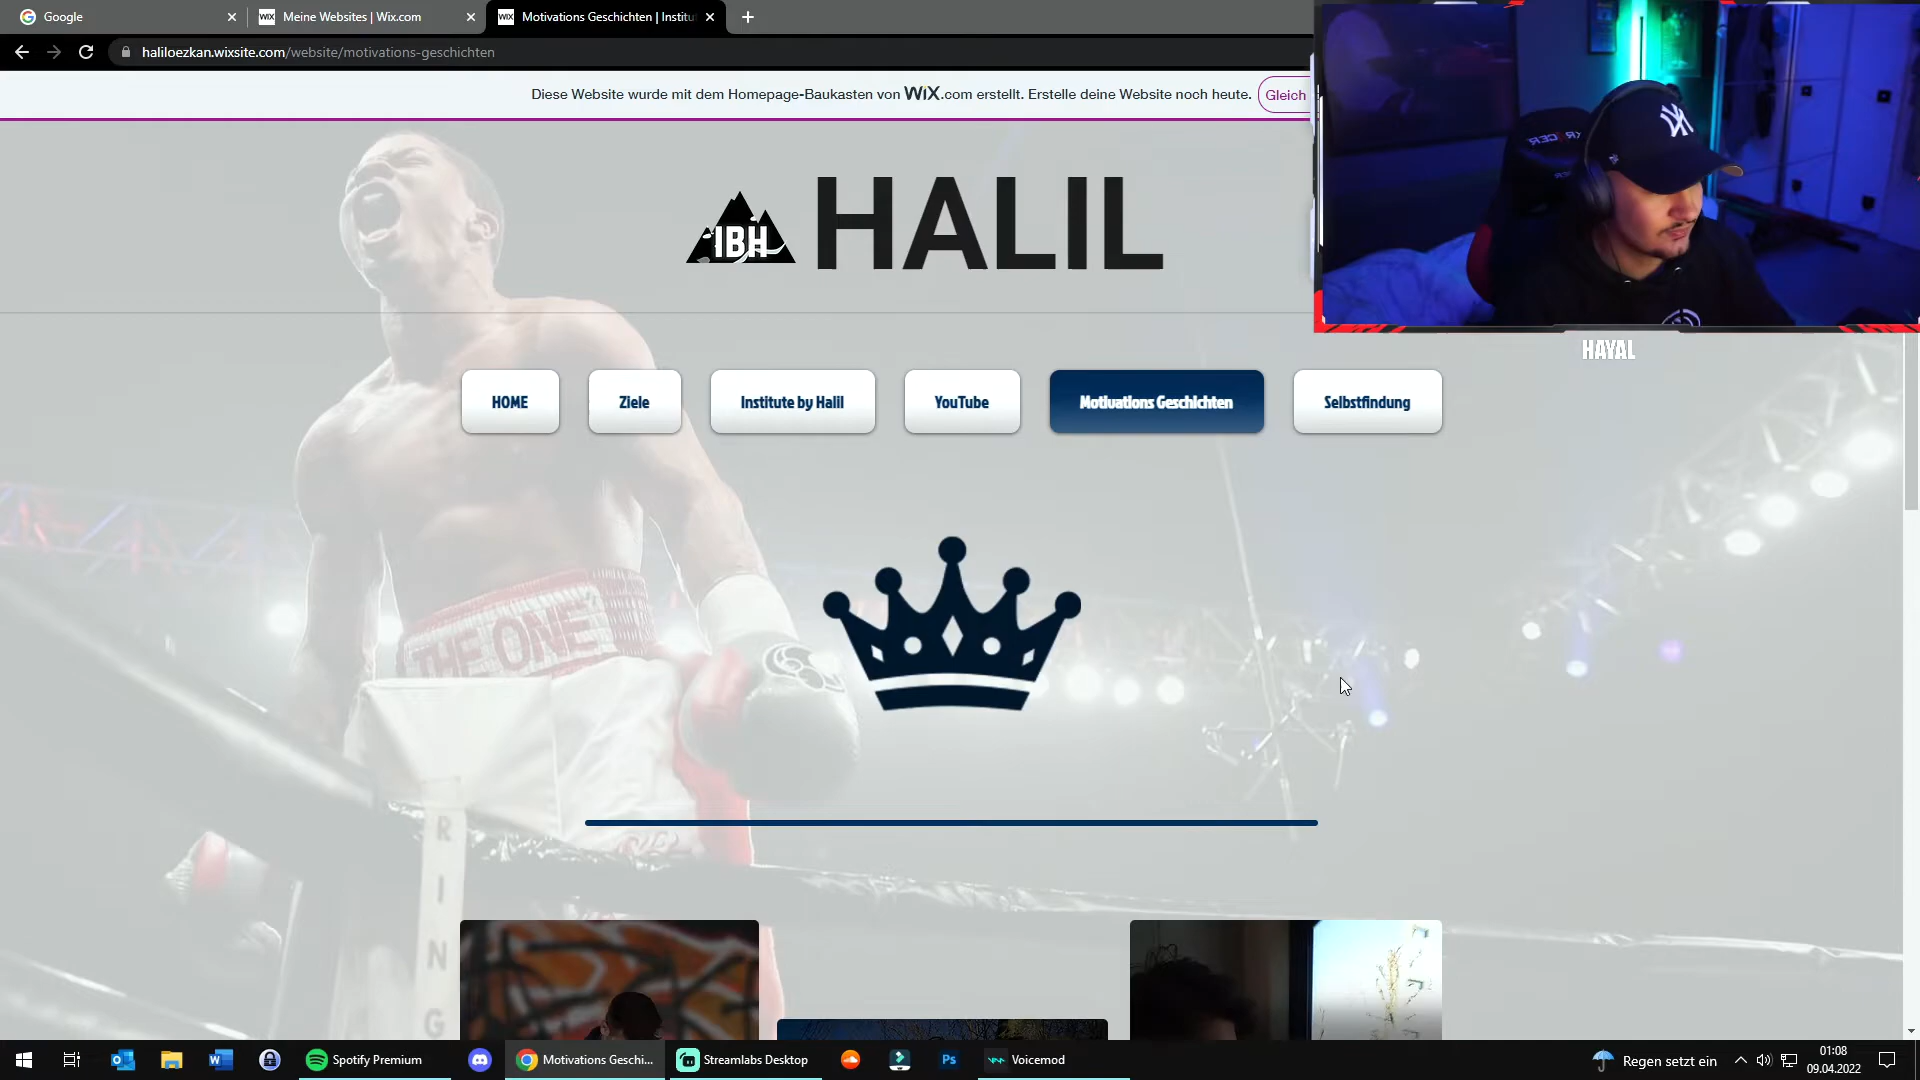 Google
Meine Websites | Wix.com
Motivations Geschichten | Institu
haliloezkan.wixsite.com/website/motivations-geschichten
Diese Website wurde mit dem Homepage-Baukasten von WiX.com erstellt. Erstelle deine Website noch heute.
Gleich
IBH
HALIL
HAYAL
HOME
Ziele
Institute by Halil
YouTube
Motivations Geschichten
Selbstfindung
THE ONE
RING
Spotify Premium
Motivations Geschi...
Streamlabs Desktop
Ps
Voicemod
Regen setzt ein
01:08
09.04.2022